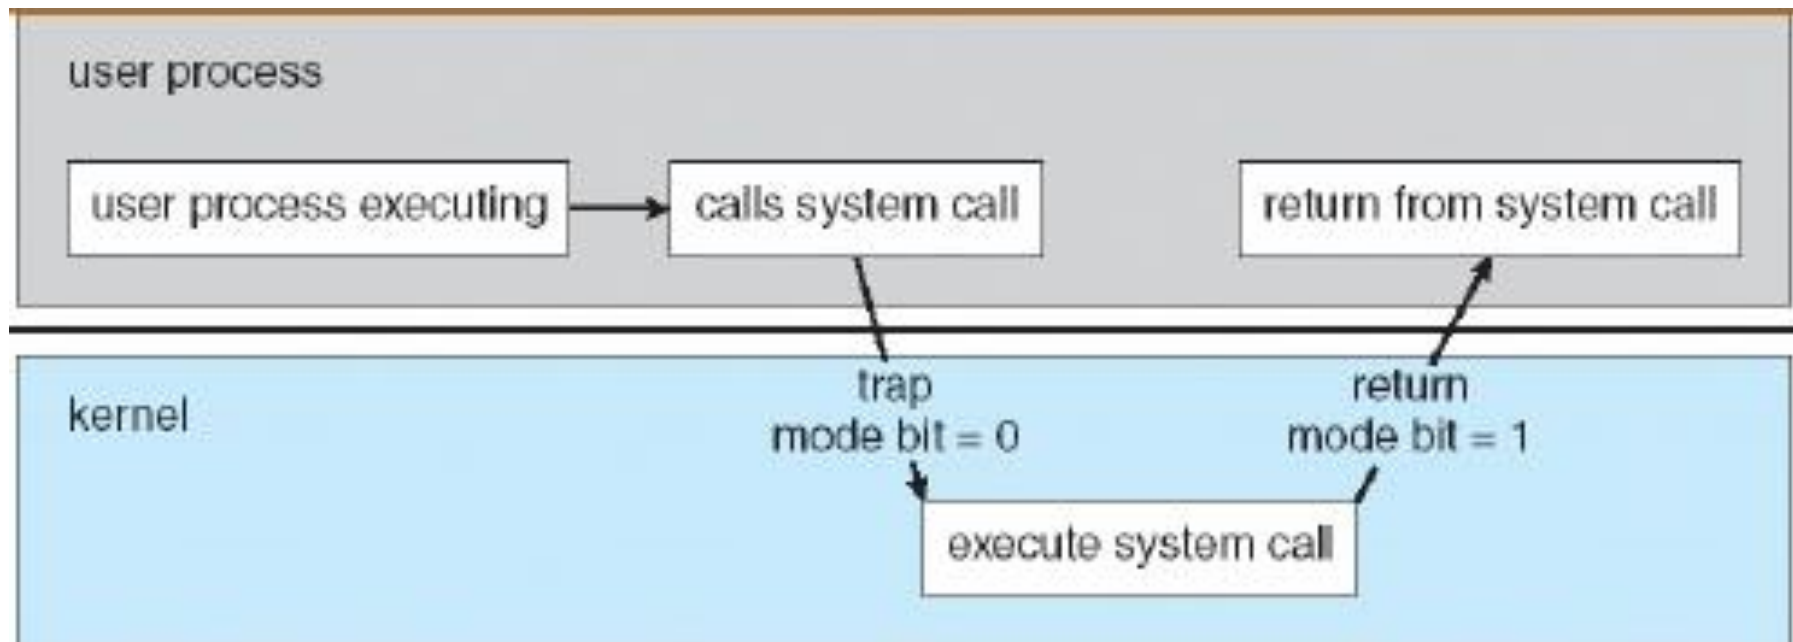 user process
user process executing
calls system call
return from system call
kernel
trap
mode bit = 0
return
mode bit = 1
execute system call